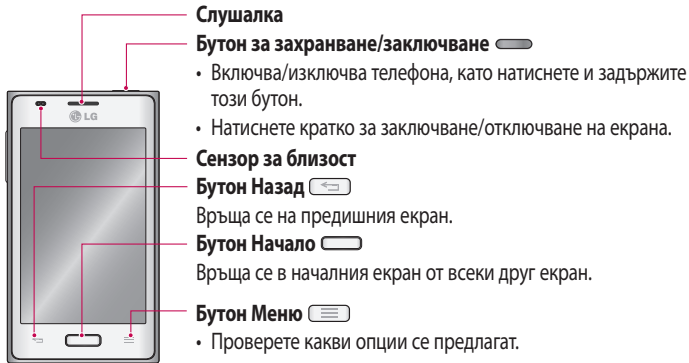 Слушалка
Бутон за захранване/заключване
• Включва/изключва телефона, като натиснете и задържите
този бутон.
• Натиснете кратко за заключване/отключване на екрана.
LG
Сензор за близост
Бутон Назад
Връща се на предишния екран.
Бутон Начало
Връща се в началния екран от всеки друг екран.
Бутон Меню
• Проверете какви опции се предлагат.